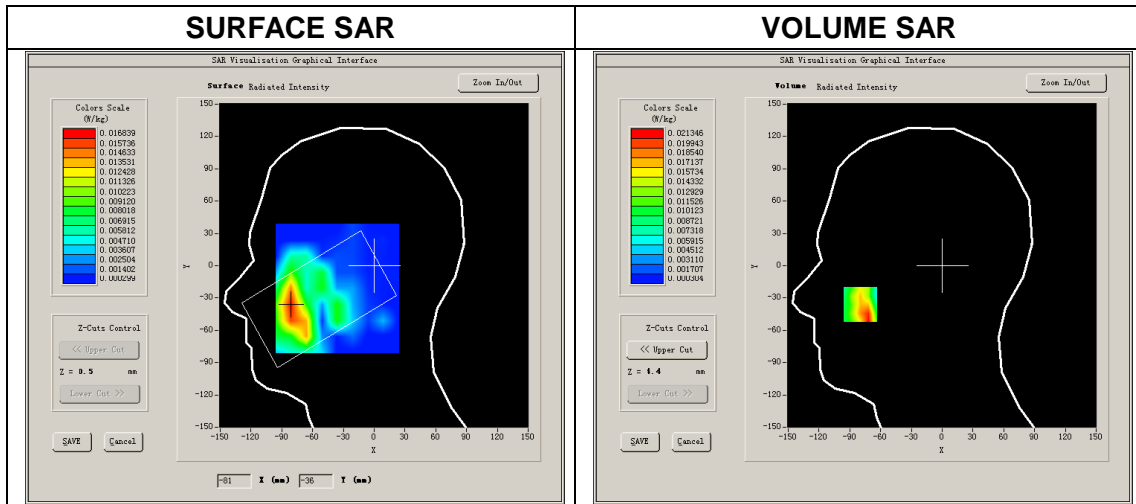 SURFACE SAR
SAR Visualisation Graphical Interface
Surface Radiated Intensity
Zoom In/Out
Colors Scale
(W/kg)
0.016839
0.015736
0.014633
0.013531
0.012428
0.011326
0.010223
0.009120
0.008018
0.006915
0.005812
0.004710
0.003607
0.002504
0.001402
0.000299
150
120
90
60
30
0
-30
-60
-90
-120
-150
Y
-150 -120 -90 -60 -30 0 30 60 90 120 150
X
Z-Cuts Control
<< Upper Cut
Z = 0.5 mm
Lower Cut >>
SAVE Cancel
-81 X (mm) -36 Y (mm)
VOLUME SAR
SAR Visualisation Graphical Interface
Volume Radiated Intensity
Zoom In/Out
Colors Scale
(W/kg)
0.021346
0.019943
0.018540
0.017137
0.015734
0.014332
0.012929
0.011526
0.010123
0.008721
0.007318
0.005915
0.004512
0.003110
0.001707
0.000304
150
120
90
60
30
0
-30
-60
-90
-120
-150
Y
-150 -120 -90 -60 -30 0 30 60 90 120 150
X
Z-Cuts Control
<< Upper Cut
Z = 4.4 mm
Lower Cut >>
SAVE Cancel